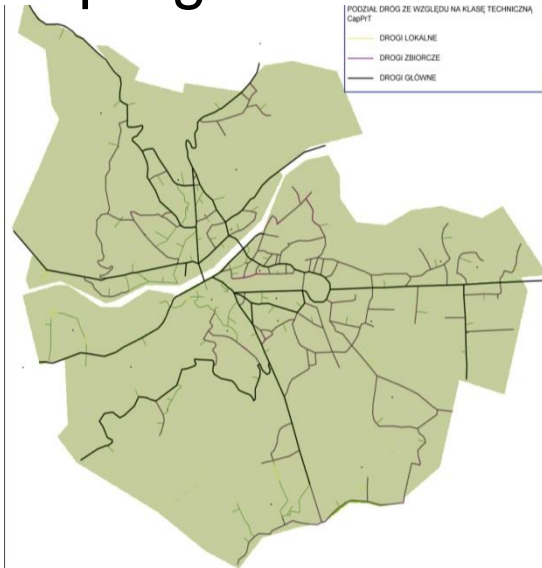 PODZIAŁ DRÓG ZE WZGLĘDU NA KLASĘ TECHNICZNĄ
CapPrT
DROGI LOKALNE
DROGI ZBIORCZE
DROGI GŁÓWNE